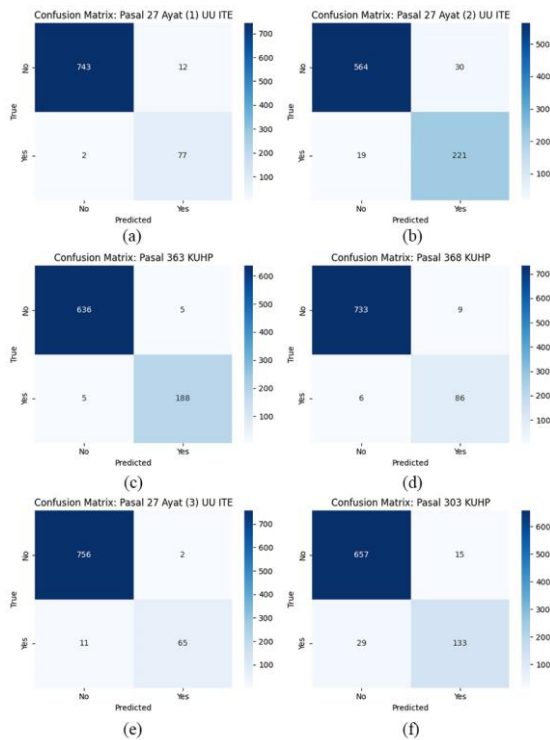 Confusion Matrix: Pasal 27 Ayat (1) UU ITE
No
743
12
700
600
500
400
300
200
100
True
Yes
2
77
No
Yes
Predicted
(a)
Confusion Matrix: Pasal 27 Ayat (2) UU ITE
No
564
30
500
400
300
200
100
True
Yes
19
221
No
Yes
Predicted
(b)
Confusion Matrix: Pasal 363 KUHP
No
636
5
600
500
400
300
200
100
True
Yes
5
188
No
Yes
Predicted
(c)
Confusion Matrix: Pasal 368 KUHP
No
733
9
700
600
500
400
300
200
100
True
Yes
6
86
No
Yes
Predicted
(d)
Confusion Matrix: Pasal 27 Ayat (3) UU ITE
No
756
2
700
600
500
400
300
200
100
True
Yes
11
65
No
Yes
Predicted
(e)
Confusion Matrix: Pasal 303 KUHP
No
657
15
600
500
400
300
200
100
True
Yes
29
133
No
Yes
Predicted
(f)